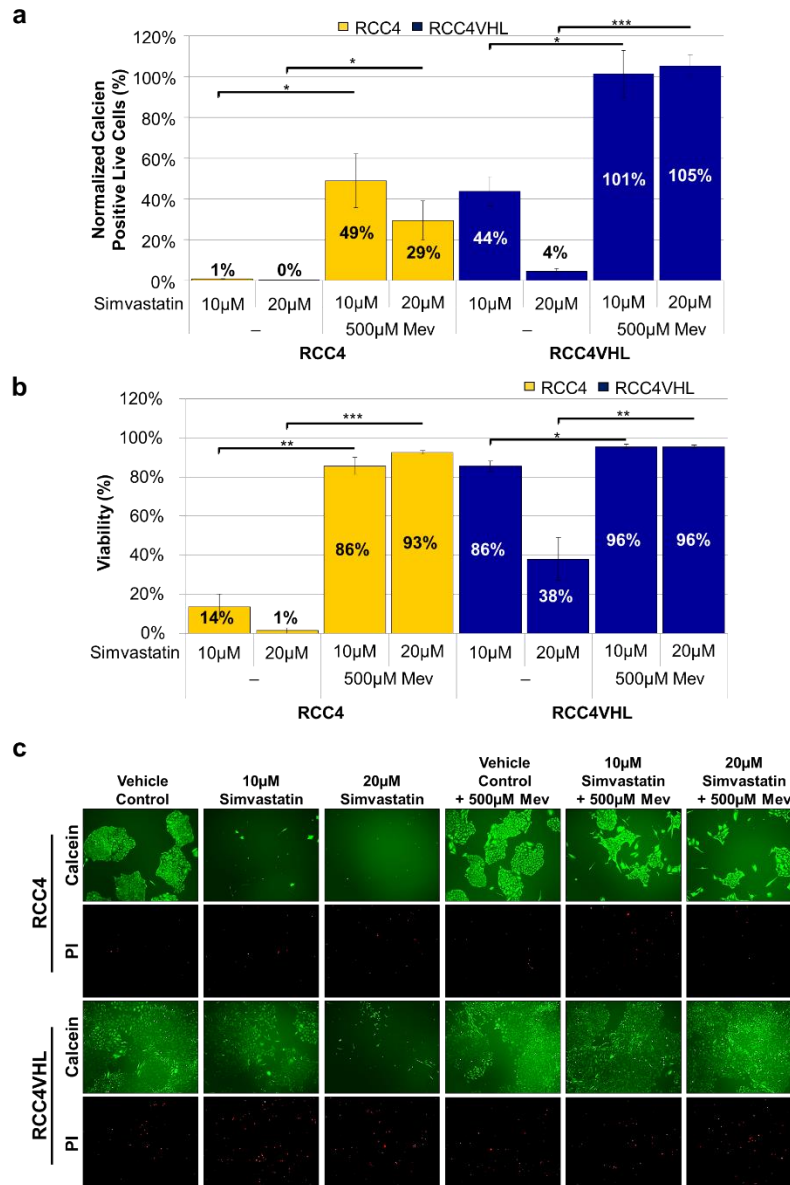 a
RCC4 RCC4VHL
Normalized Calcien
Positive Live Cells (%)
120%
100%
80%
60%
40%
20%
0%
* * * ***
1% 0% 49% 29% 44% 4% 101% 105%
Simvastatin 10µM 20µM 10µM 20µM 10µM 20µM 10µM 20µM
– 500µM Mev – 500µM Mev
RCC4 RCC4VHL
b
RCC4 RCC4VHL
Viability (%)
120%
100%
80%
60%
40%
20%
0%
** *** * **
14% 1% 86% 93% 86% 38% 96% 96%
Simvastatin 10µM 20µM 10µM 20µM 10µM 20µM 10µM 20µM
– 500µM Mev – 500µM Mev
RCC4 RCC4VHL
c
Vehicle
Control
10µM
Simvastatin
20µM
Simvastatin
Vehicle
Control
+ 500µM Mev
10µM
Simvastatin
+ 500µM Mev
20µM
Simvastatin
+ 500µM Mev
RCC4
Calcein
PI
RCC4VHL
Calcein
PI